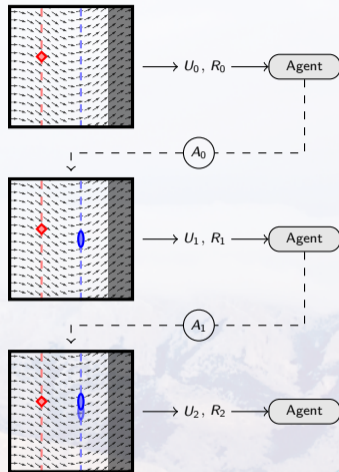 U₀, R₀ Agent
A₀
U₁, R₁ Agent
A₁
U₂, R₂ Agent